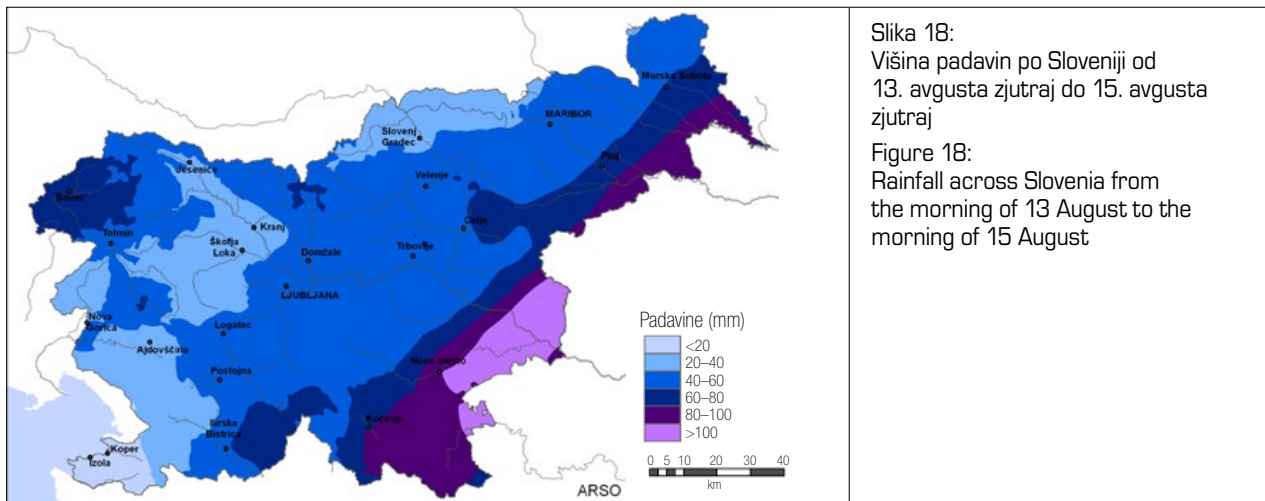 Murska Sobota
MARIBOR
Slovenj
Gradec
Ptuj
Jesenice
Velenje
Bovec
Celje
Kranj
Tolmin
Škofja
Loka
Domžale
Trbovlje
LJUBLJANA
Nova
Gorica
Logatec
Ajdovščina
Novo mesto
Postojna
Kočevje
Ilirska
Bistrica
Koper
Izola
Padavine (mm)
<20
20–40
40–60
60–80
80–100
>100
0 5 10 20 30 40
km
ARSO
Slika 18:
Višina padavin po Sloveniji od
13. avgusta zjutraj do 15. avgusta
zjutraj
Figure 18:
Rainfall across Slovenia from
the morning of 13 August to the
morning of 15 August